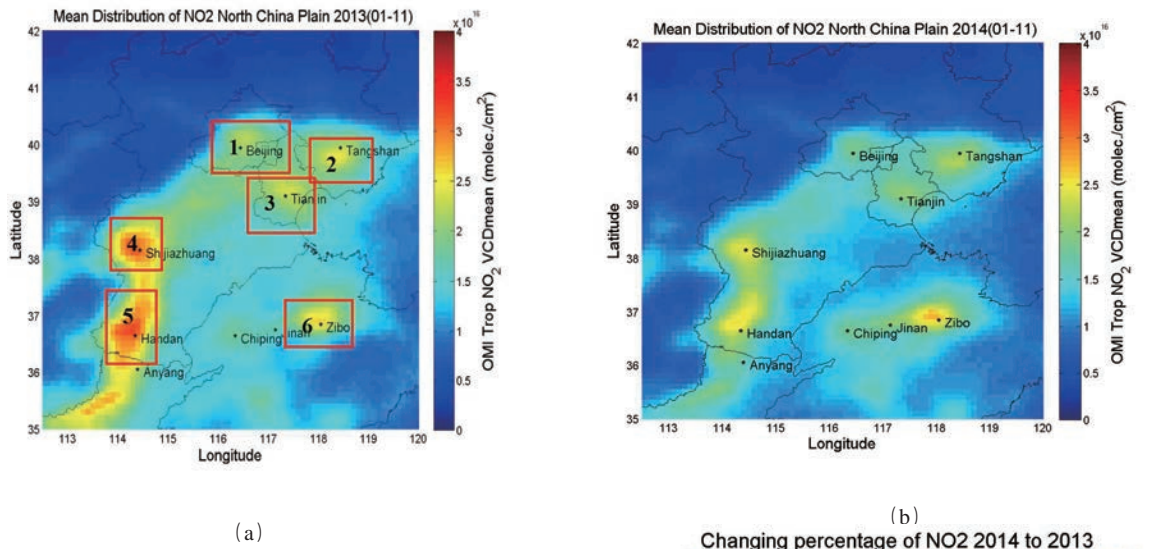 Mean Distribution of NO2 North China Plain 2013(01-11)
x 10^16
42
41
40
39
38
37
36
35
Latitude
113
114
115
116
117
118
119
120
Longitude
1
Beijing
2
Tangshan
3
Tianjin
4
Shijiazhuang
5
Handan
6
Zibo
Chiping
Jinan
Anyang
4
3.5
3
2.5
2
1.5
1
0.5
0
OMI Trop NO2 VCDmean (molec./cm2)
(a)
Mean Distribution of NO2 North China Plain 2014(01-11)
x 10^16
42
41
40
39
38
37
36
35
Latitude
113
114
115
116
117
118
119
120
Longitude
Beijing
Tangshan
Tianjin
Shijiazhuang
Handan
Chiping
Jinan
Zibo
Anyang
4
3.5
3
2.5
2
1.5
1
0.5
0
OMI Trop NO2 VCDmean (molec./cm2)
(b)
Changing percentage of NO2 2014 to 2013